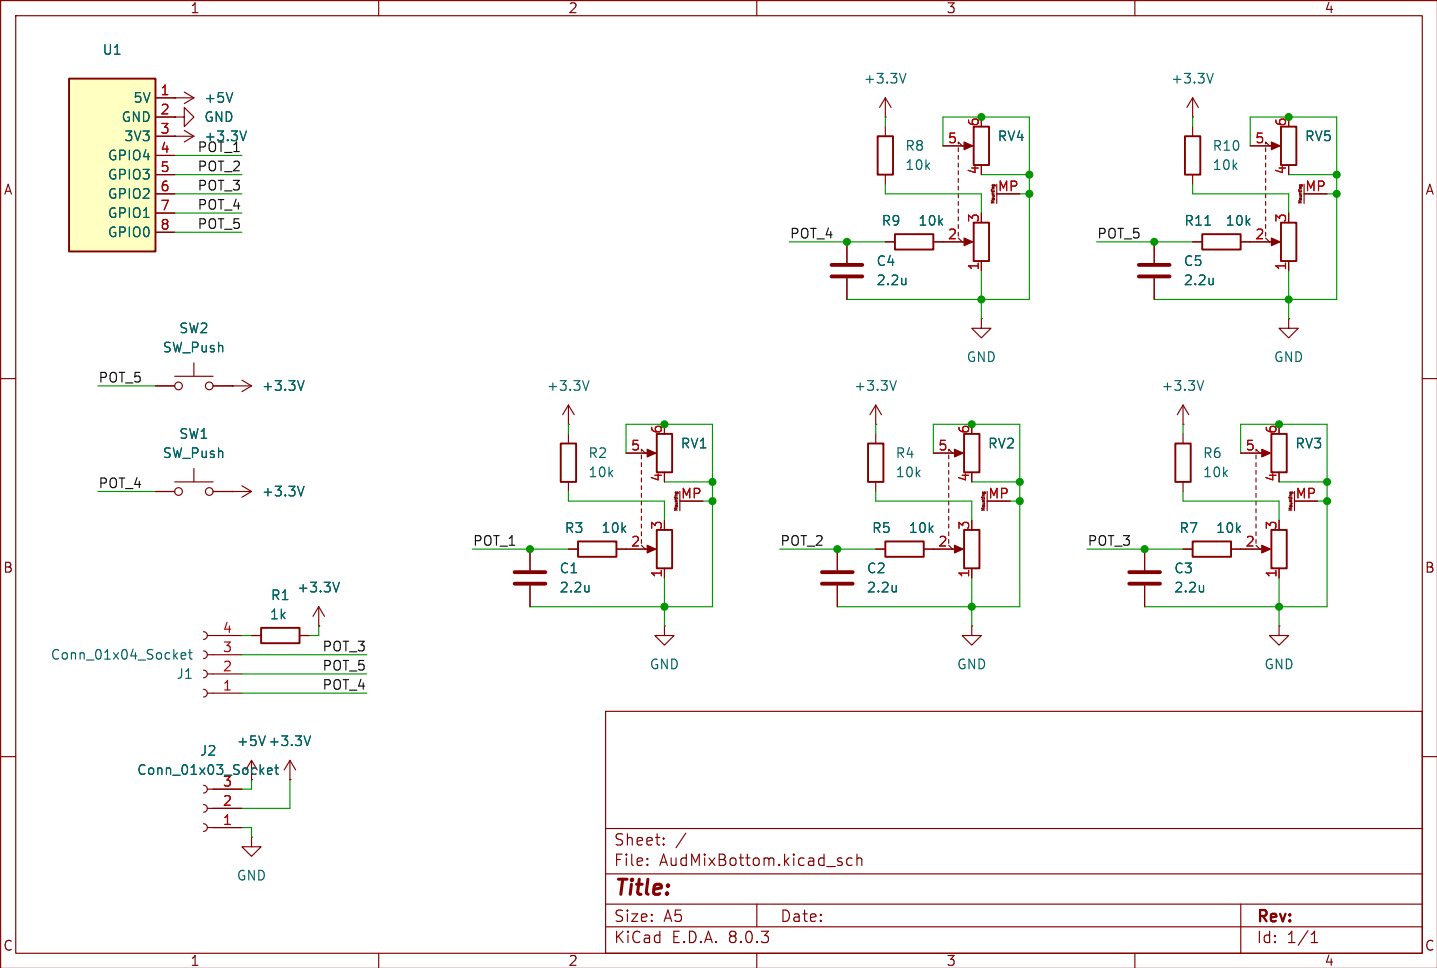 1 2 3 4
U1
5V 1 +5V
GND 2 GND
3V3 3 +3.3V
GPIO4 4 POT_1
GPIO3 5 POT_2
GPIO2 6 POT_3
GPIO1 7 POT_4
GPIO0 8 POT_5
A
A
+3.3V
R8
10k
6
5
4
RV4
MP
3
POT_4
R9 10k
2
1
C4
2.2u
GND
+3.3V
R10
10k
6
5
4
RV5
MP
3
POT_5
R11 10k
2
1
C5
2.2u
GND
SW2
SW_Push
POT_5 +3.3V
SW1
SW_Push
POT_4 +3.3V
+3.3V
R2
10k
6
5
4
RV1
MP
3
POT_1
R3 10k
2
1
C1
2.2u
GND
+3.3V
R4
10k
6
5
4
RV2
MP
3
POT_2
R5 10k
2
1
C2
2.2u
GND
+3.3V
R6
10k
6
5
4
RV3
MP
3
POT_3
R7 10k
2
1
C3
2.2u
GND
B
B
R1 +3.3V
1k
4
Conn_01x04_Socket 3 POT_3
J1 2 POT_5
1 POT_4
J2 +5V +3.3V
Conn_01x03_Socket
3
2
1
GND
Sheet: /
File: AudMixBottom.kicad_sch
Title:
Size: A5 Date: Rev:
KiCad E.D.A. 8.0.3 Id: 1/1
C
C
1 2 3 4